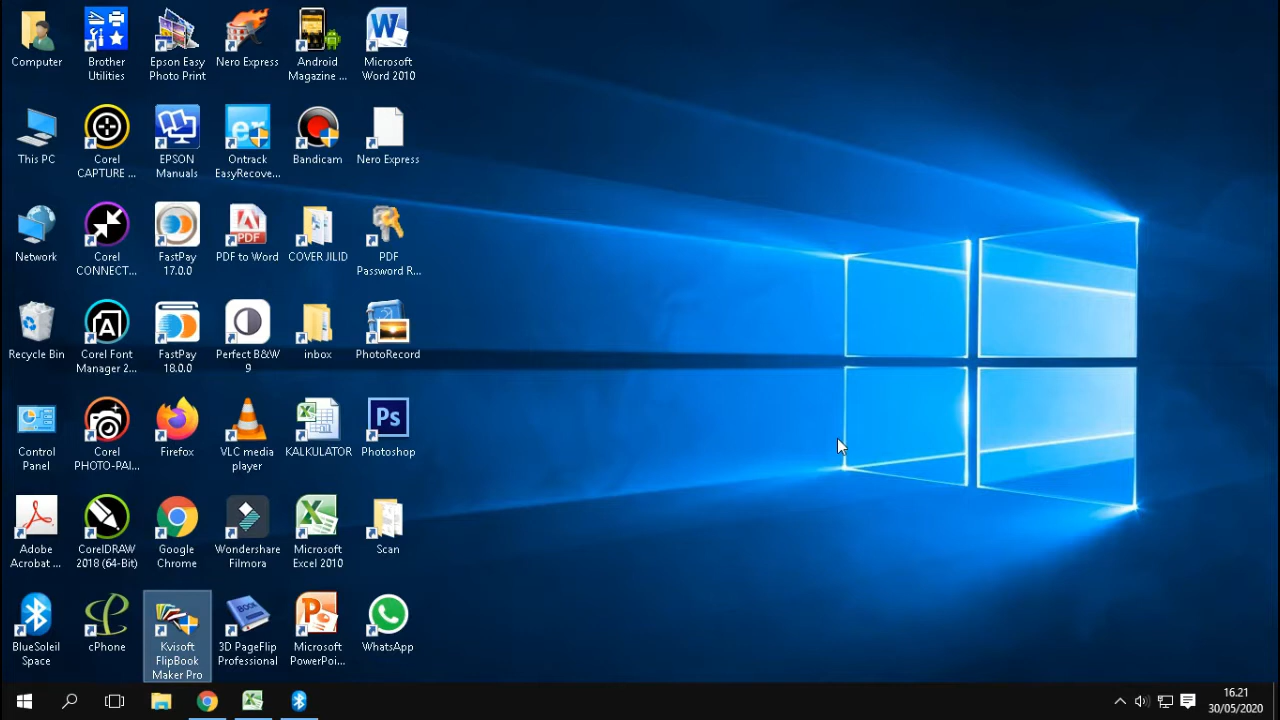 Computer
Brother
Utilities
Epson Easy
Photo Print
Nero Express
Android
Magazine ...
Microsoft
Word 2010
This PC
Corel
CAPTURE ...
EPSON
Manuals
er
Ontrack
EasyRecove...
Bandicam
Nero Express
Network
Corel
CONNECT...
FastPay
17.0.0
PDF
PDF to Word
COVER JILID
PDF
Password R...
Recycle Bin
Corel Font
Manager 2...
FastPay
18.0.0
Perfect B&W
9
inbox
PhotoRecord
Control
Panel
Corel
PHOTO-PAI...
Firefox
VLC media
player
KALKULATOR
Ps
Photoshop
Adobe
Acrobat ...
CorelDRAW
2018 (64-Bit)
Google
Chrome
Wondershare
Filmora
Microsoft
Excel 2010
Scan
BlueSoleil
Space
cPhone
Kvisoft
FlipBook
Maker Pro
BOOK
3D PageFlip
Professional
Microsoft
PowerPoi...
WhatsApp
16.21
30/05/2020